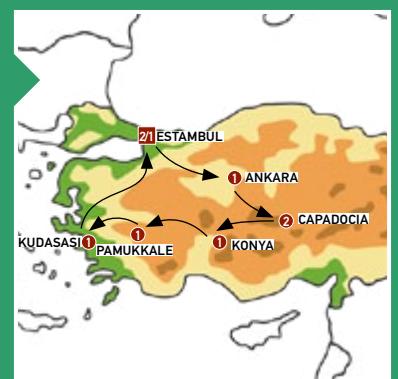 2/1 ESTAMBUL
1 ANKARA
2 CAPADOCIA
1 KONYA
1
PAMUKKALE
KUDASASI 1